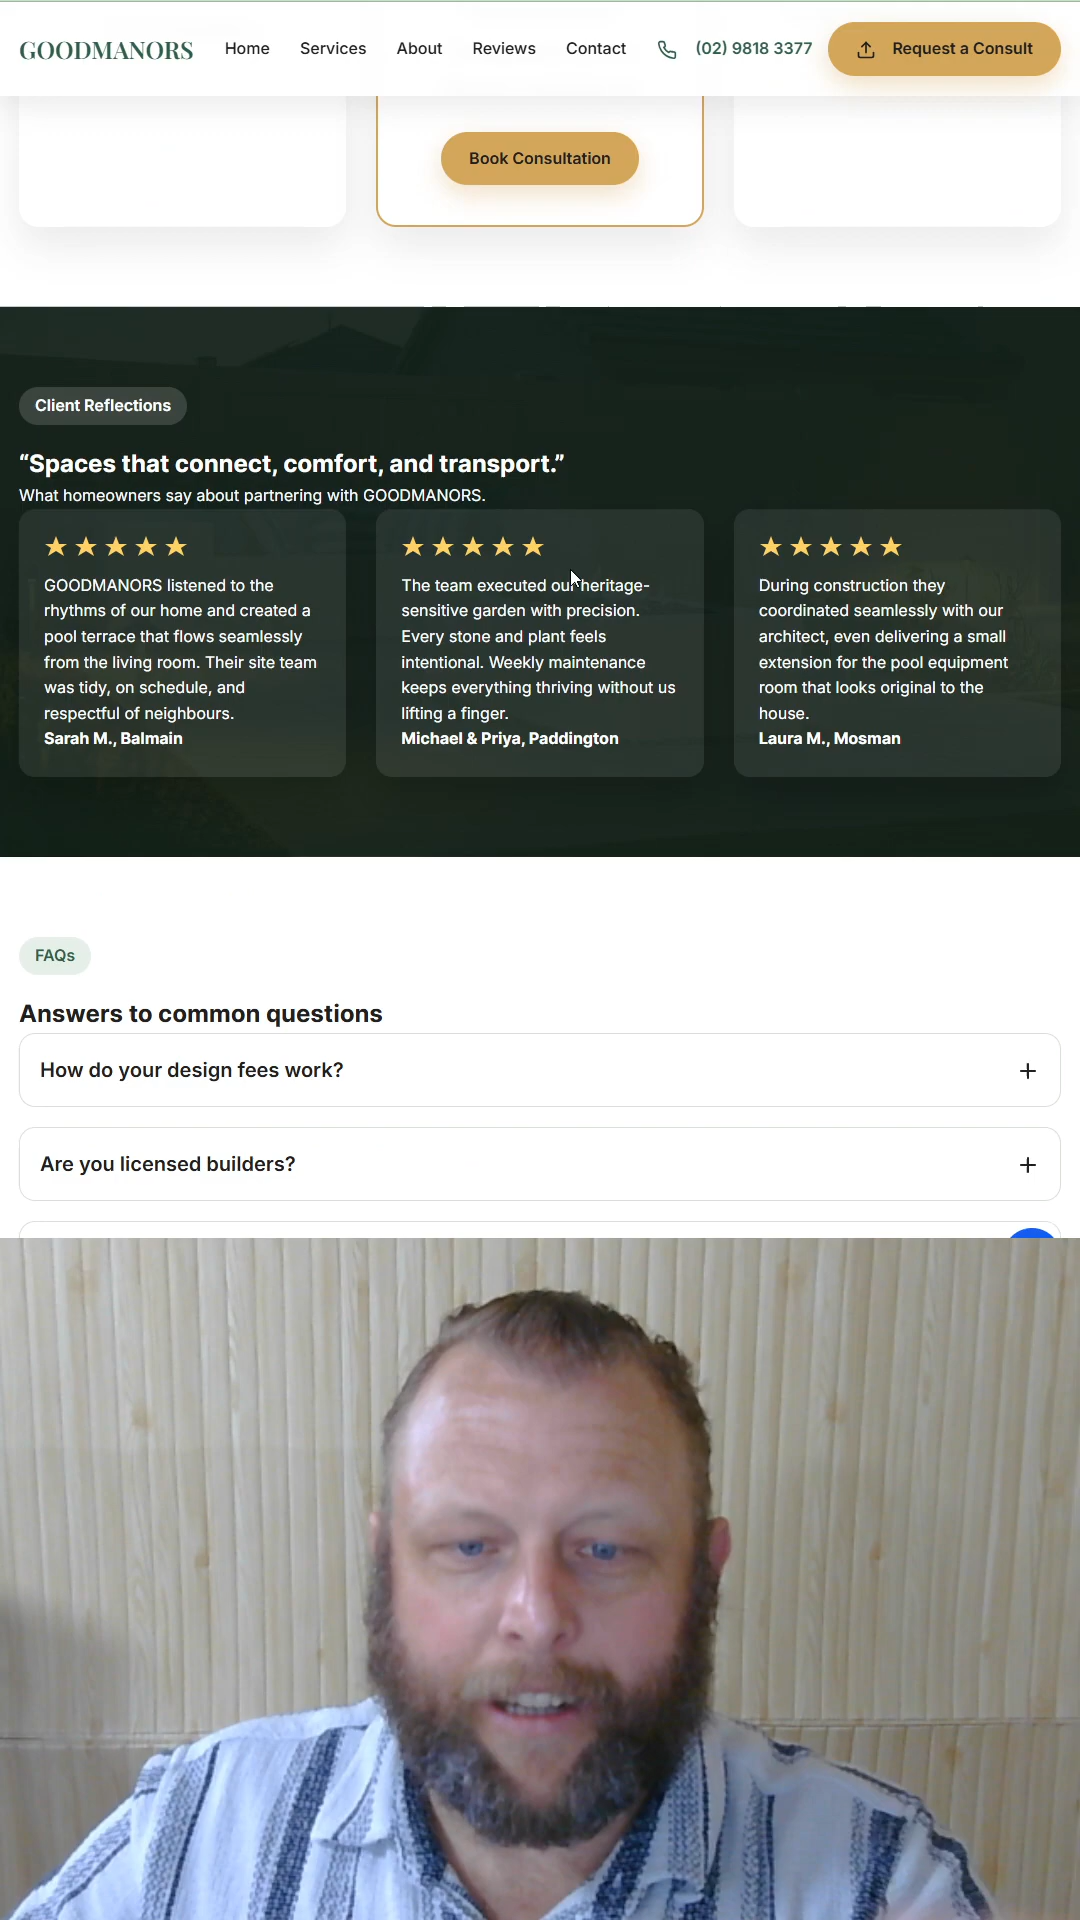 GOODMANORS Home Services About Reviews Contact (02) 9818 3377 Request a Consult
Book Consultation
Client Reflections
“Spaces that connect, comfort, and transport.”
What homeowners say about partnering with GOODMANORS.
GOODMANORS listened to the
rhythms of our home and created a
pool terrace that flows seamlessly
from the living room. Their site team
was tidy, on schedule, and
respectful of neighbours.
Sarah M., Balmain
The team executed our heritage-
sensitive garden with precision.
Every stone and plant feels
intentional. Weekly maintenance
keeps everything thriving without us
lifting a finger.
Michael & Priya, Paddington
During construction they
coordinated seamlessly with our
architect, even delivering a small
extension for the pool equipment
room that looks original to the
house.
Laura M., Mosman
FAQs
Answers to common questions
How do your design fees work?
Are you licensed builders?